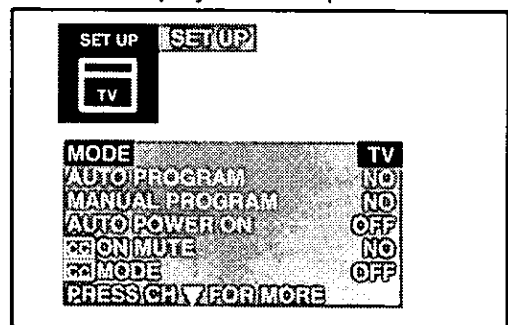 SET UP SET UP
TV
MODE TV
AUTO PROGRAM NO
MANUAL PROGRAM NO
AUTO POWER ON OFF
CC ON MUTE NO
CC MODE OFF
PRESS CH ▼ FOR MORE